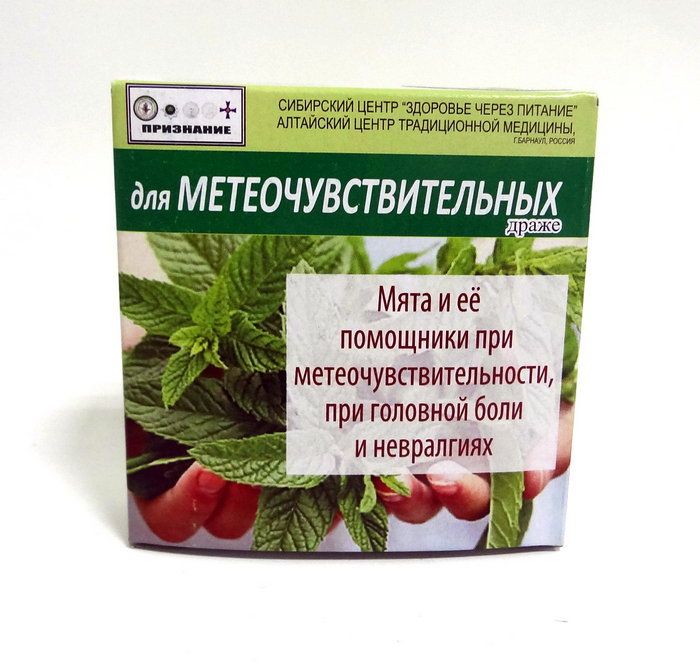 ПРИЗНАНИЕ
СИБИРСКИЙ ЦЕНТР "ЗДОРОВЬЕ ЧЕРЕЗ ПИТАНИЕ"
АЛТАЙСКИЙ ЦЕНТР ТРАДИЦИОННОЙ МЕДИЦИНЫ,
Г.БАРНАУЛ, РОССИЯ
для МЕТЕОЧУВСТВИТЕЛЬНЫХ
драже
Мята и её
помощники при
метеочувствительности,
при головной боли
и невралгиях